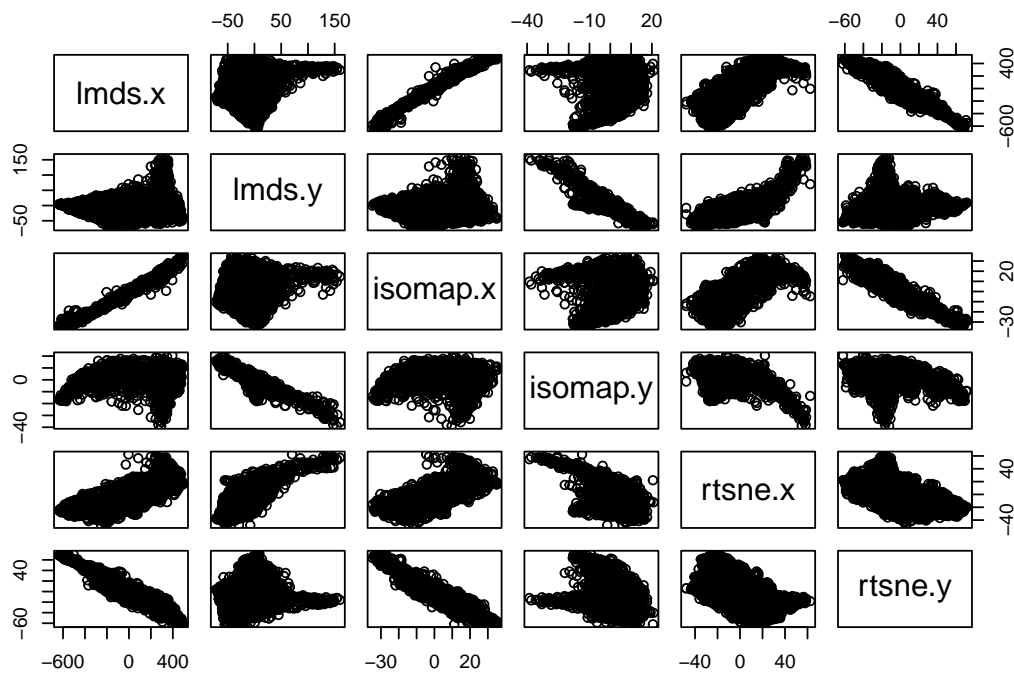 −50 50 150
−40 −10 20
−60 0 40
lmds.x
−600 400
−50 150
lmds.y
isomap.x
−30 20
−40 0
isomap.y
rtsne.x
−40 40
−60 40
rtsne.y
−600 0 400
−30 0 20
−40 0 40